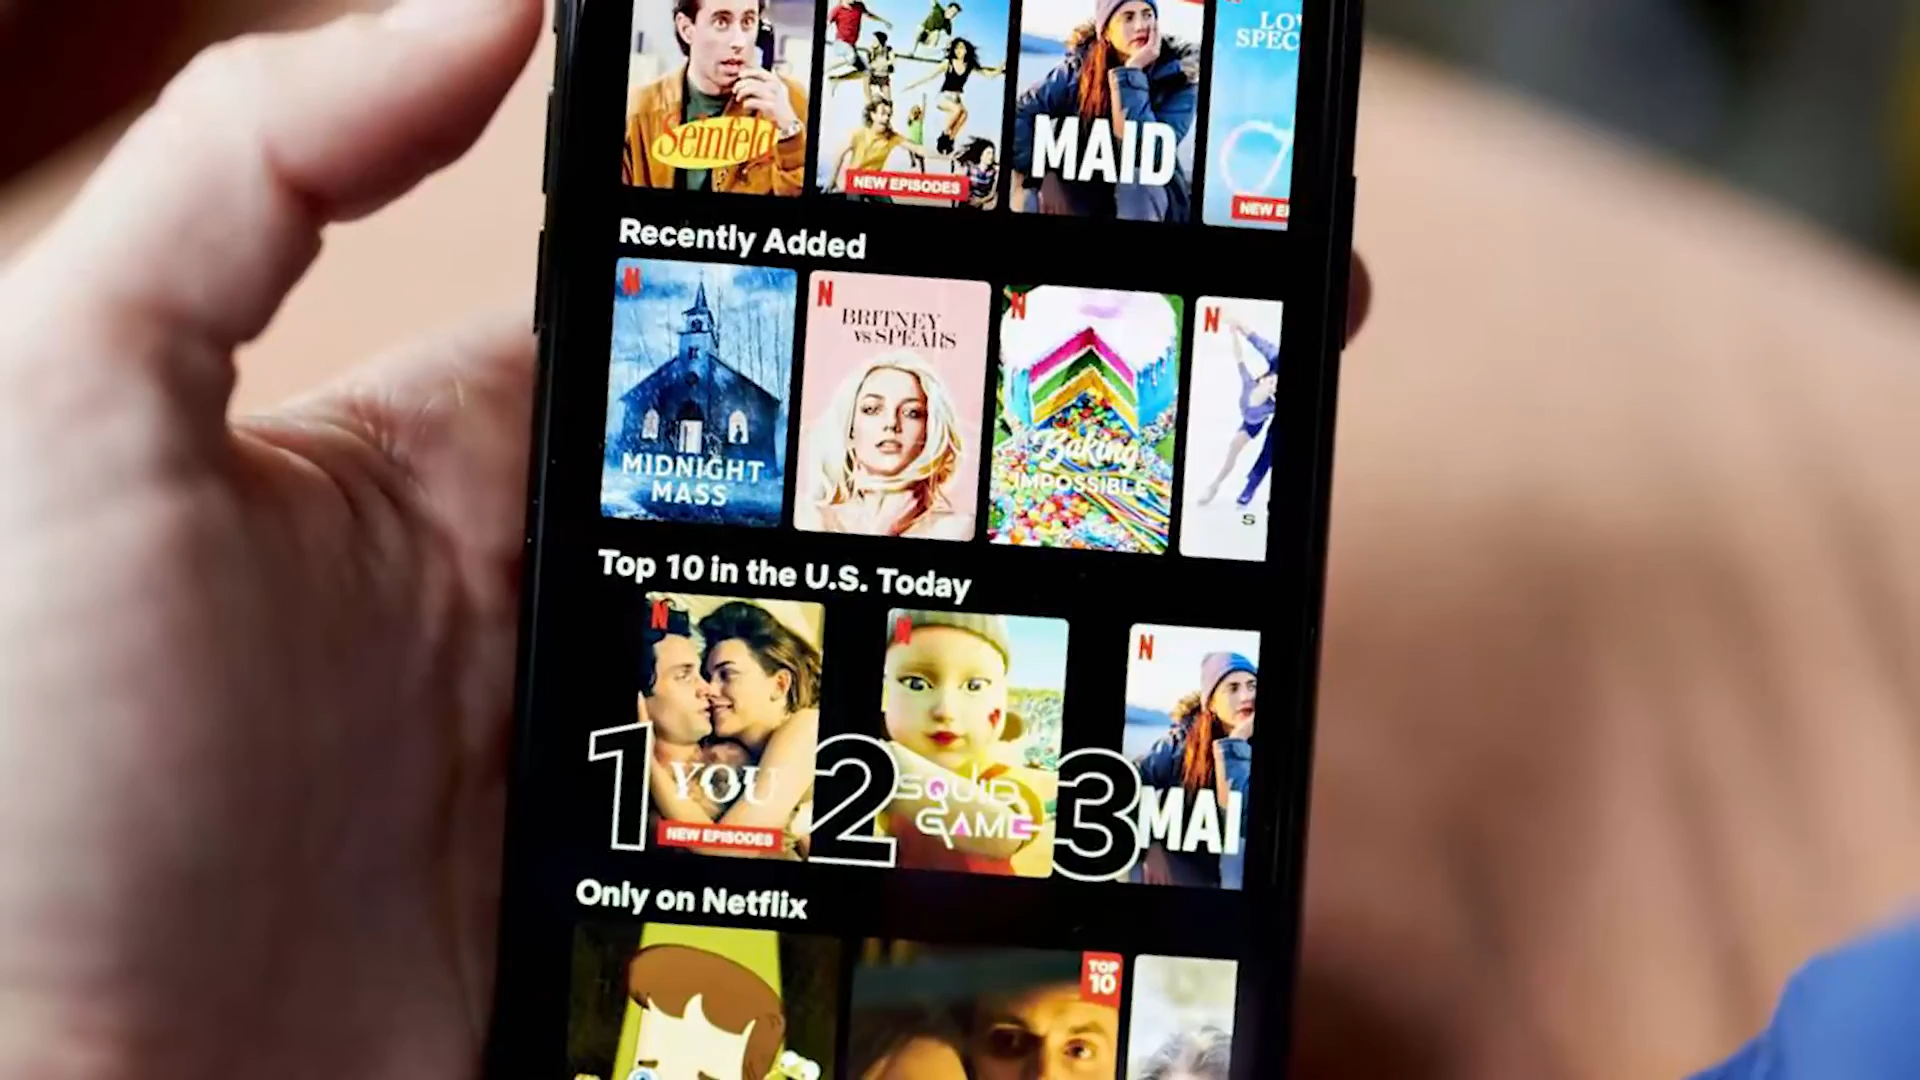 Seinfeld
NEW EPISODES
MAID
SPEC
NEW
Recently Added
N
MIDNIGHT
MASS
N
BRITNEY
VS SPEARS
N
Baking
IMPOSSIBLE
N
S
Top 10 in the U.S. Today
N
1
YOU
NEW EPISODES
N
2
SQUID
GAME
N
3
MAI
Only on Netflix
TOP
10